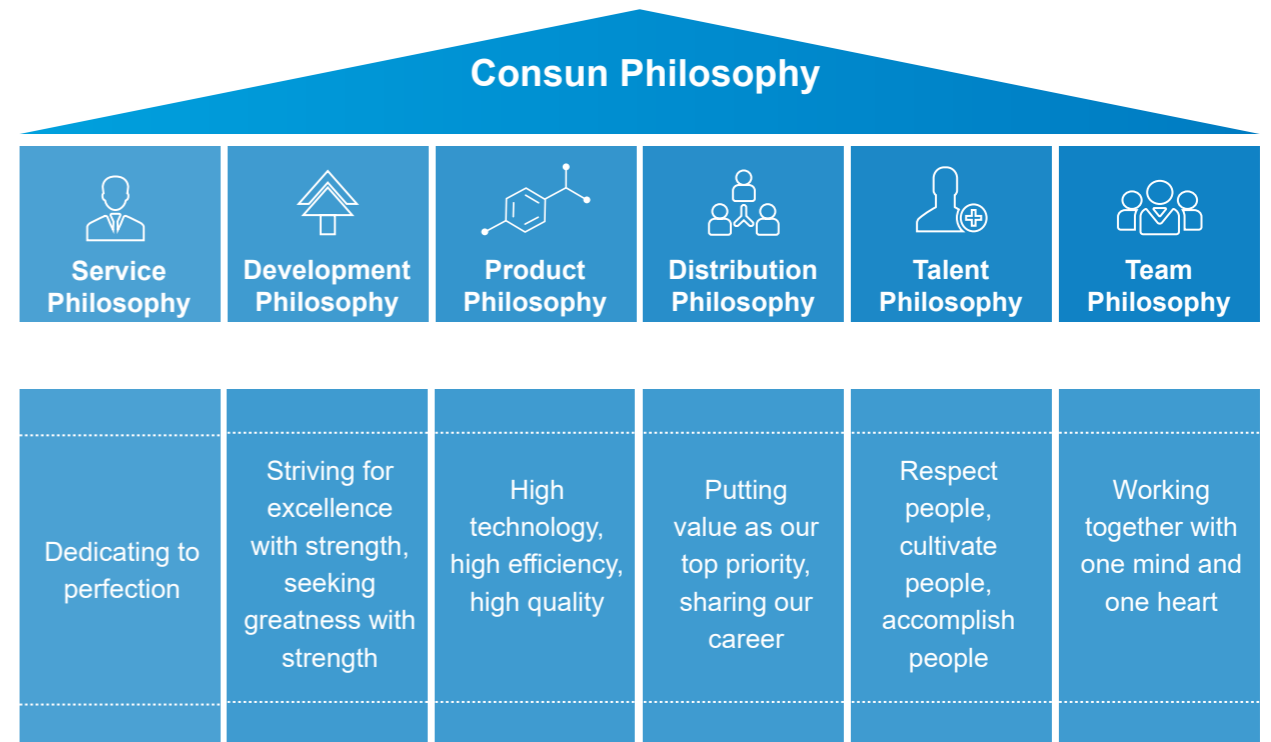 Consun Philosophy
Service
Philosophy
Development
Philosophy
Product
Philosophy
Distribution
Philosophy
Talent
Philosophy
Team
Philosophy
Dedicating to
perfection
Striving for
excellence
with strength,
seeking
greatness with
strength
High
technology,
high efficiency,
high quality
Putting
value as our
top priority,
sharing our
career
Respect
people,
cultivate
people,
accomplish
people
Working
together with
one mind and
one heart